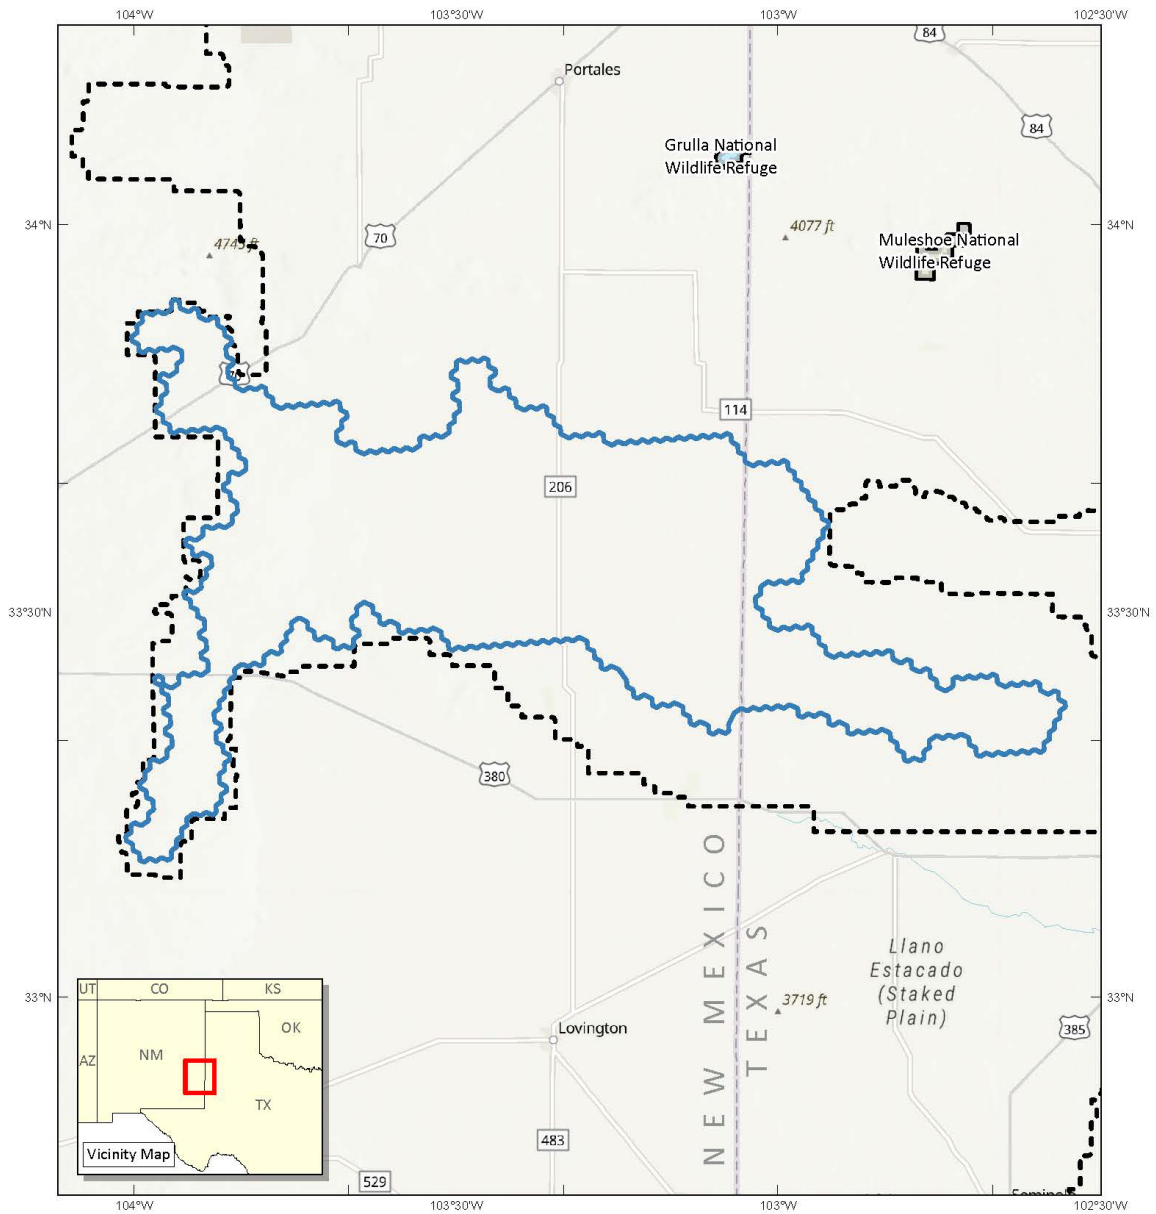 104°W
103°30'W
103°W
102°30'W
84
Portales
84
Grulla National
Wildlife Refuge
34°N
4077 ft
34°N
70
Muleshoe National
Wildlife Refuge
114
206
33°30'N
33°30'N
380
NEW MEXICO
TEXAS
Llano
Estacado
(Staked
Plain)
33°N
3719 ft
33°N
Lovington
385
UT
CO
KS
OK
NM
AZ
TX
Vicinity Map
483
529
104°W
103°30'W
103°W
102°30'W